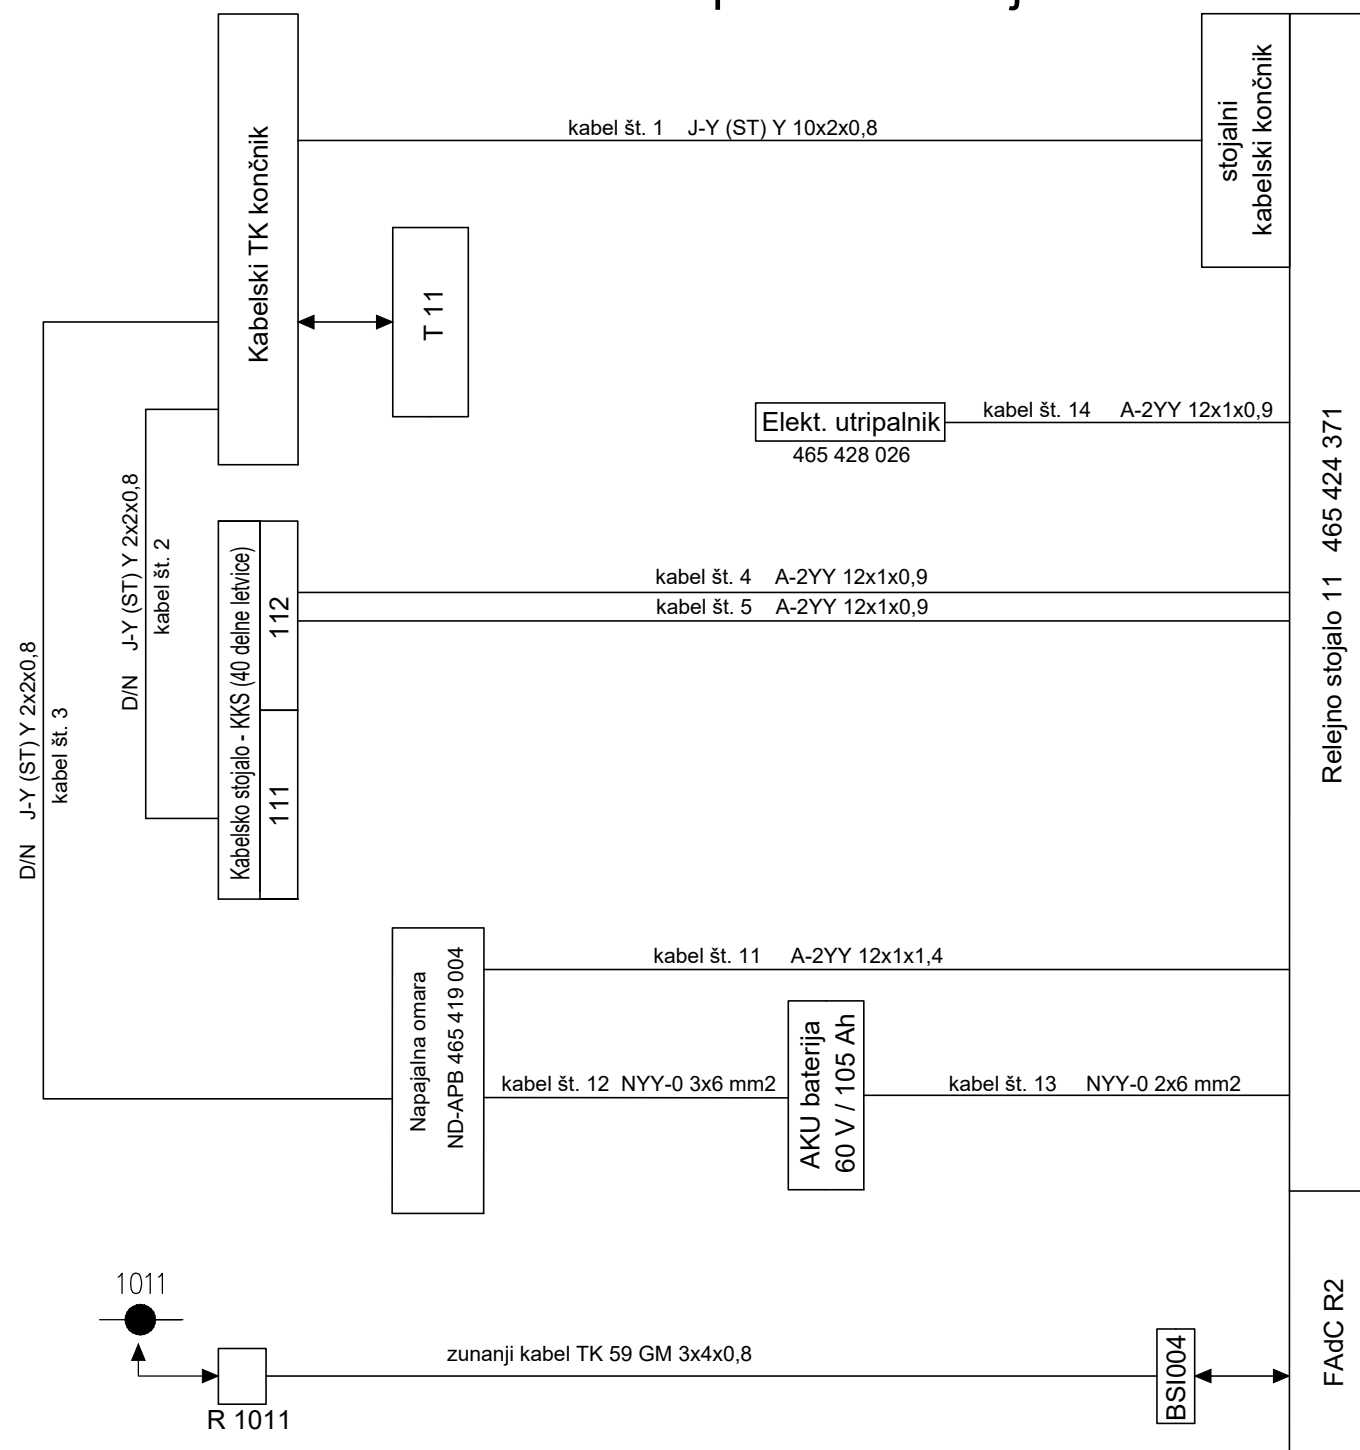 kabel št. 1 J-Y (ST) Y 10x2x0,8
stojalni
kabelski končnik
Kabelski TK končnik
T 11
Elekt. utripalnik
465 428 026
kabel št. 14 A-2YY 12x1x0,9
Relejno stojalo 11 465 424 371
D/N J-Y (ST) Y 2x2x0,8
kabel št. 2
D/N J-Y (ST) Y 2x2x0,8
kabel št. 3
Kabelsko stojalo - KKS (40 delne letvice)
112
111
kabel št. 4 A-2YY 12x1x0,9
kabel št. 5 A-2YY 12x1x0,9
Napajalna omara
ND-APB 465 419 004
kabel št. 11 A-2YY 12x1x1,4
kabel št. 12 NYY-0 3x6 mm2
AKU baterija
60 V / 105 Ah
kabel št. 13 NYY-0 2x6 mm2
1011
R 1011
zunanji kabel TK 59 GM 3x4x0,8
BSI004
FAdC R2